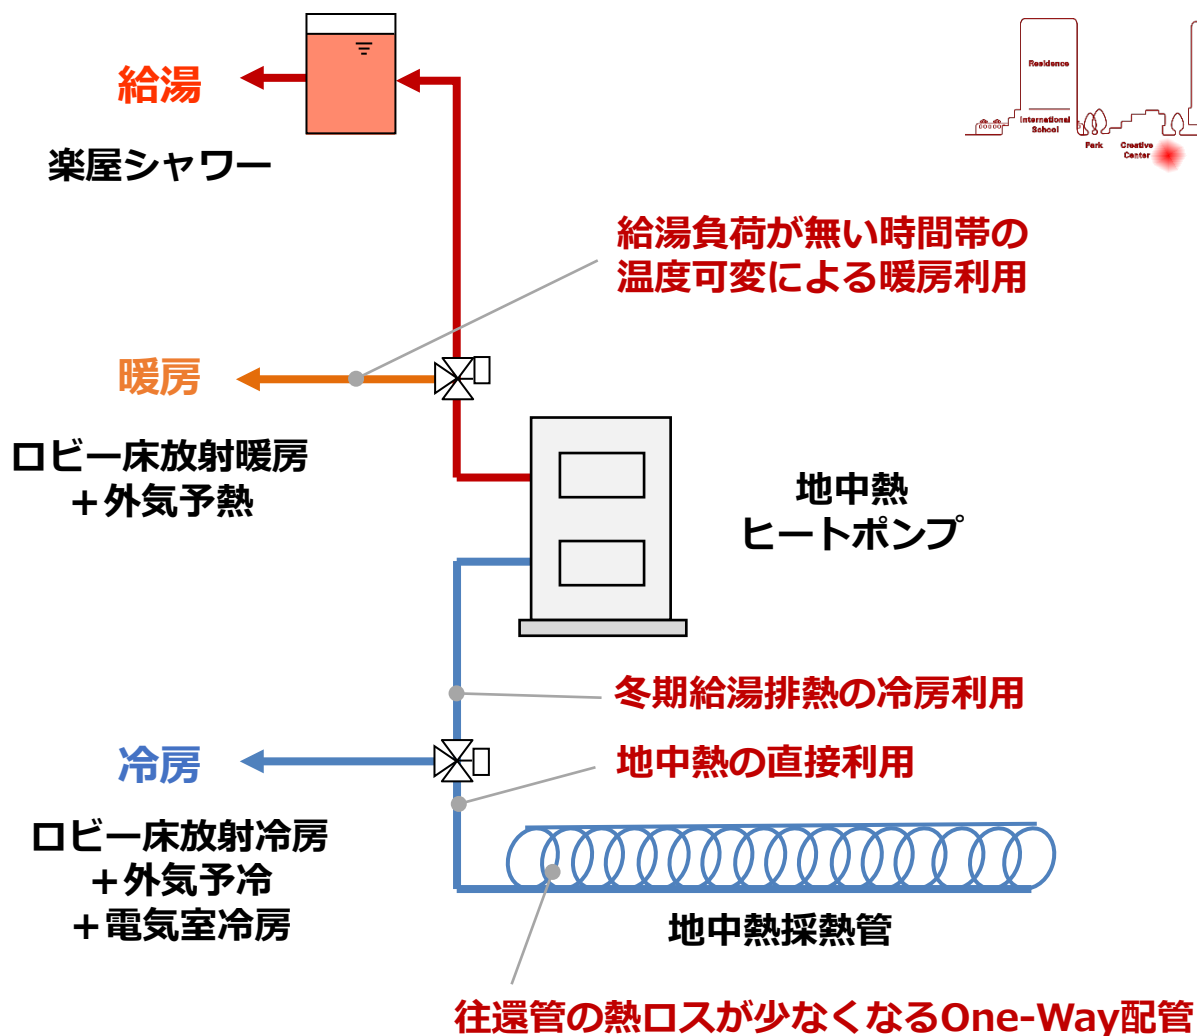 給湯
楽屋シャワー
Residence
International
School
Park
Creative
Center
給湯負荷が無い時間帯の
温度可変による暖房利用
暖房
ロビー床放射暖房
+外気予熱
地中熱
ヒートポンプ
冬期給湯排熱の冷房利用
冷房
地中熱の直接利用
ロビー床放射冷房
+外気予冷
+電気室冷房
地中熱採熱管
往還管の熱ロスが少なくなるOne-Way配管